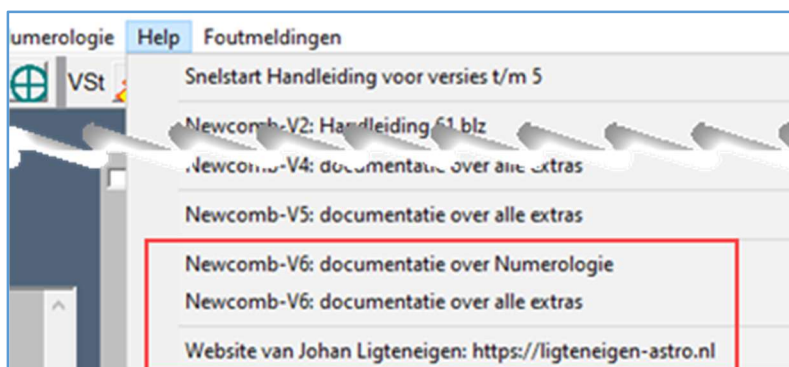 umerologie Help Foutmeldingen
VSt
Snelstart Handleiding voor versies t/m 5
Newcomb-V2: Handleiding 61 blz
Newcomb-V4: documentatie over alle extras
Newcomb-V5: documentatie over alle extras
Newcomb-V6: documentatie over Numerologie
Newcomb-V6: documentatie over alle extras
Website van Johan Ligteneigen: https://ligteneigen-astro.nl